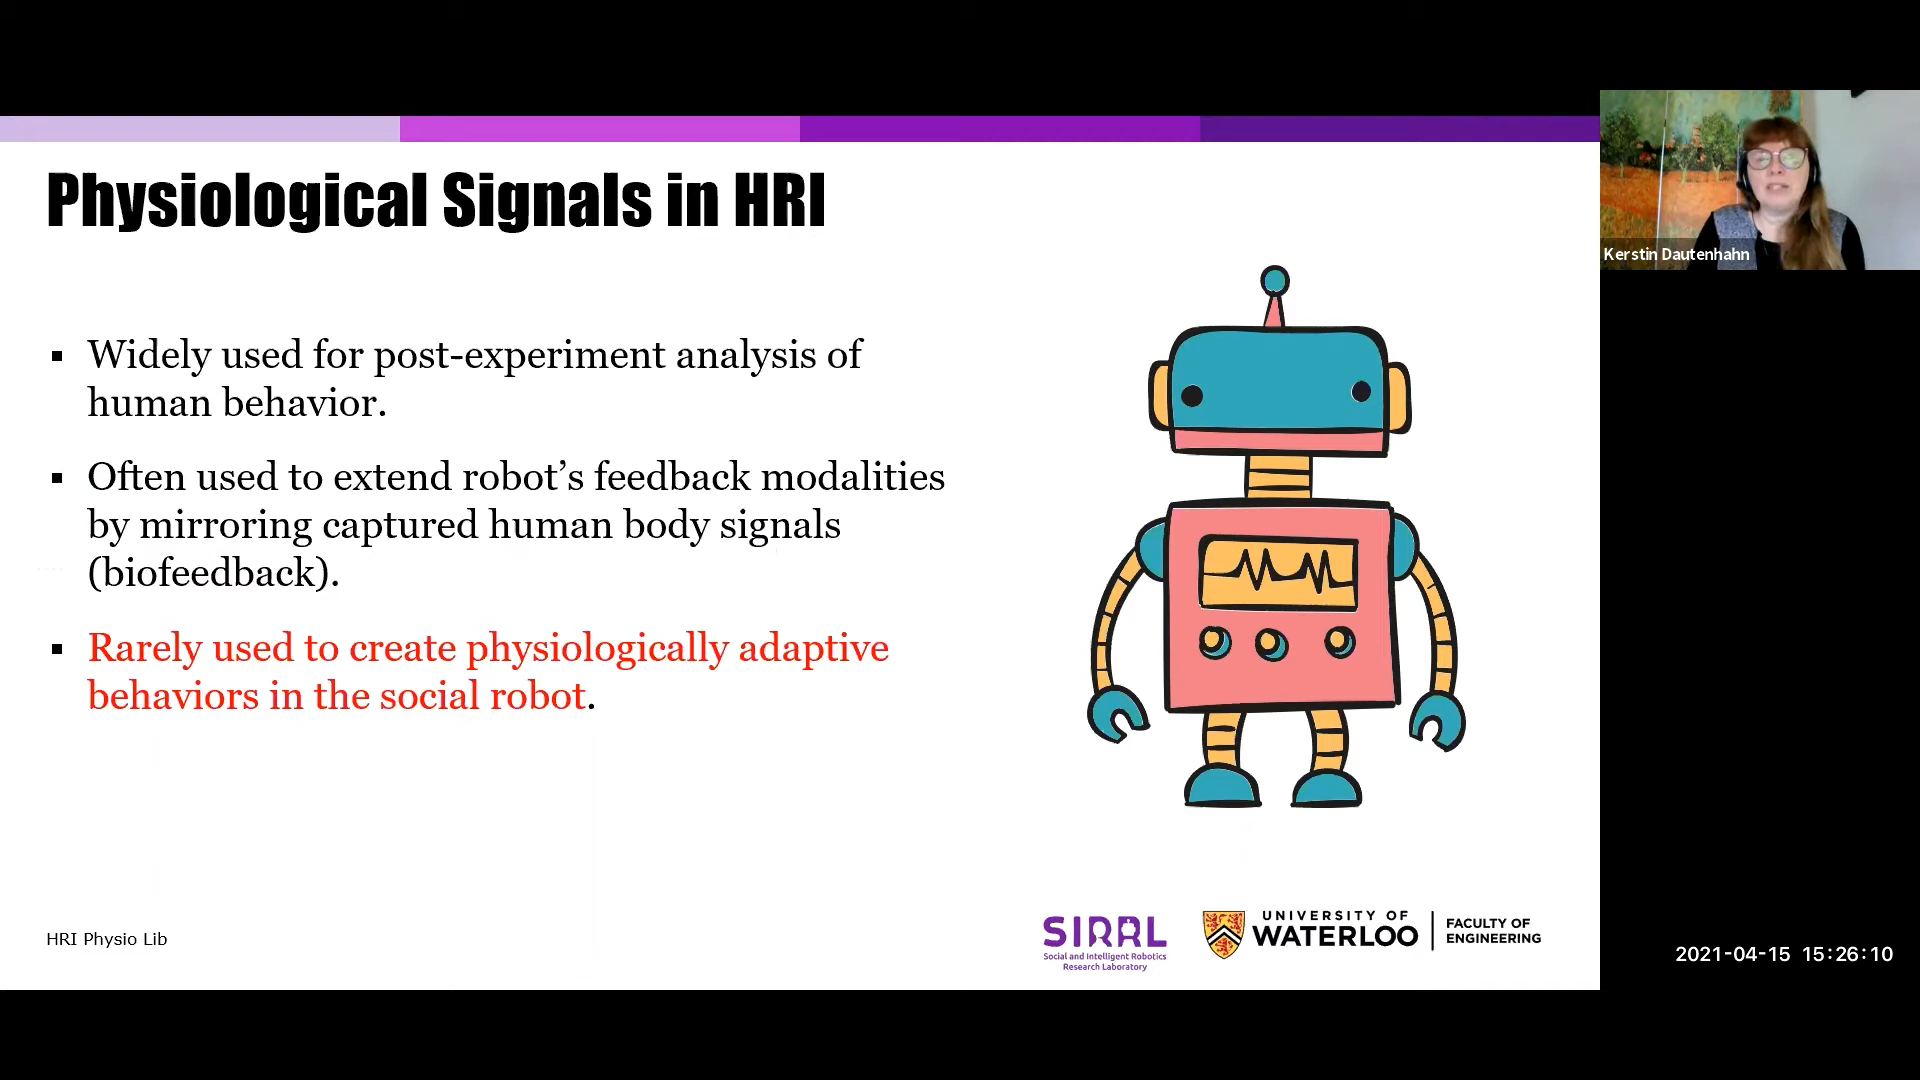 Physiological Signals in HRI
▪ Widely used for post-experiment analysis of
human behavior.
▪ Often used to extend robot’s feedback modalities
by mirroring captured human body signals
(biofeedback).
▪ Rarely used to create physiologically adaptive
behaviors in the social robot.
Kerstin Dautenhahn
HRI Physio Lib
SIRRL
Social and Intelligent Robotics
Research Laboratory
UNIVERSITY OF
WATERLOO
FACULTY OF
ENGINEERING
2021-04-15 15:26:10